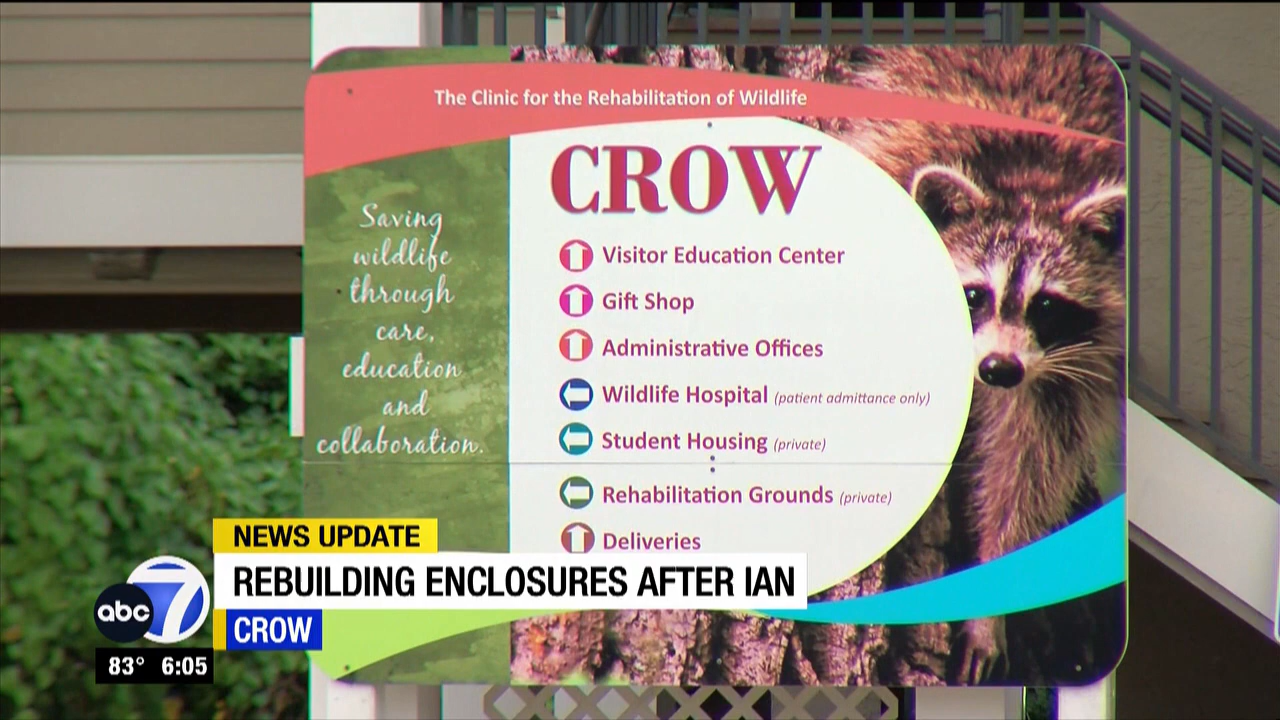 The Clinic for the Rehabilitation of Wildlife
CROW
Saving
wildlife
through
care,
education
and
collaboration.
Visitor Education Center
Gift Shop
Administrative Offices
Wildlife Hospital (patient admittance only)
Student Housing (private)
Rehabilitation Grounds (private)
Deliveries
NEWS UPDATE
REBUILDING ENCLOSURES AFTER IAN
CROW
abc 7
83° 6:05